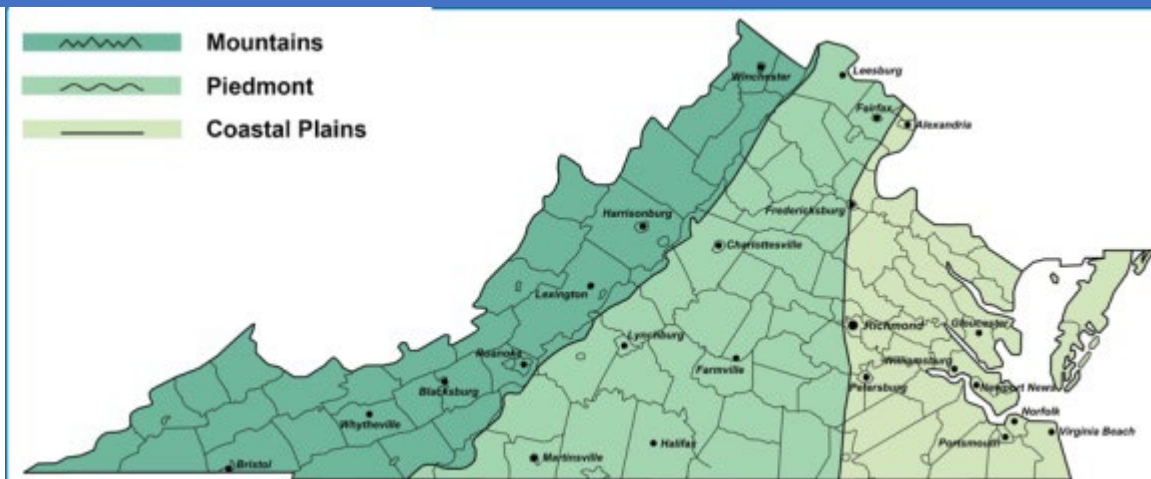 Mountains
Piedmont
Coastal Plains
Winchester
Leesburg
Fairfax
Alexandria
Harrisonburg
Fredericksburg
Charlottesville
Lexington
Richmond
Gloucester
Lynchburg
Roanoke
Farmville
Williamsburg
Blacksburg
Petersburg
Newport News
Whytheville
Norfolk
Halifax
Portsmouth
Virginia Beach
Bristol
Martinsville